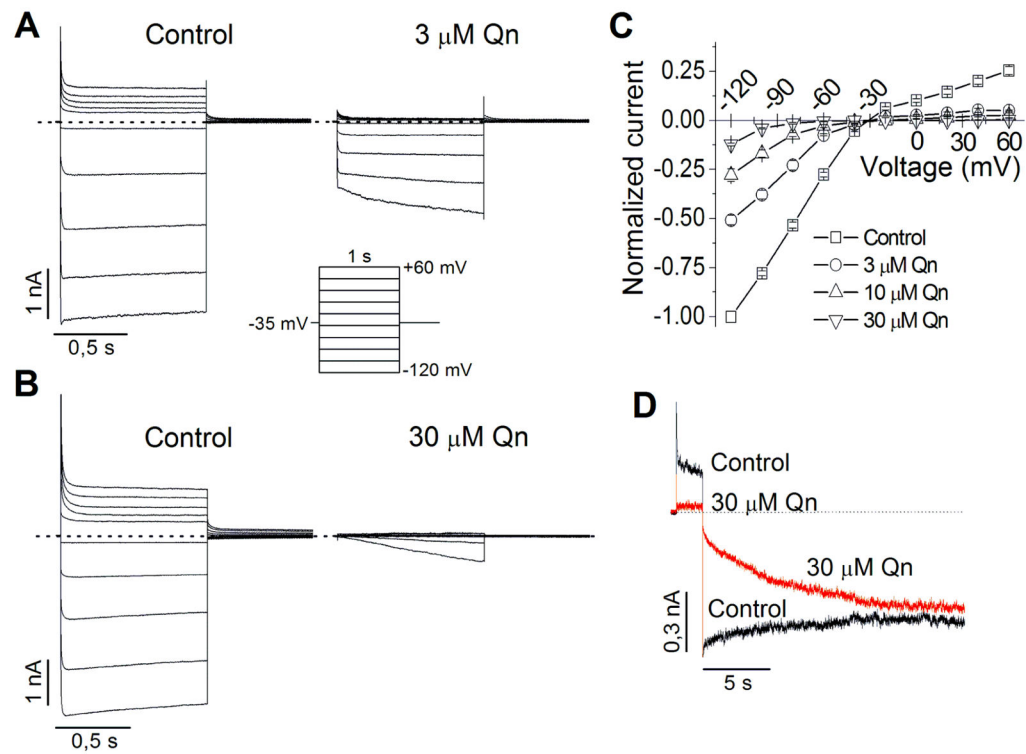 A
Control
3 μM Qn
1 nA
0,5 s
1 s
+60 mV
-35 mV
-120 mV
B
Control
30 μM Qn
1 nA
0,5 s
C
Normalized current
0.25
0.00
-0.25
-0.50
-0.75
-1.00
-120
-90
-60
-30
0
30
60
Voltage (mV)
Control
3 μM Qn
10 μM Qn
30 μM Qn
D
Control
30 μM Qn
30 μM Qn
Control
0,3 nA
5 s